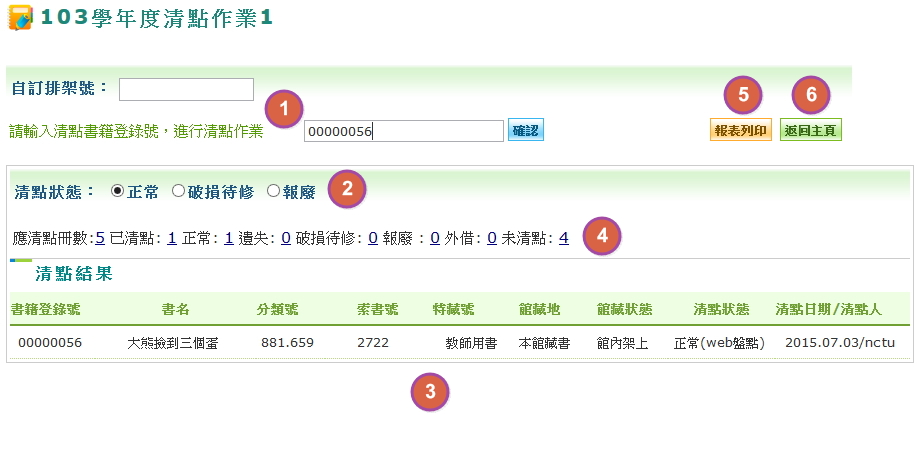 103學年度清點作業1
自訂排架號：
1 5 6
請輸入清點書籍登錄號，進行清點作業 00000056 確認 報表列印 返回主頁
清點狀態： 正常 破損待修 報廢 2
應清點冊數:5 已清點: 1 正常: 1 遺失: 0 破損待修: 0 報廢 : 0 外借: 0 未清點: 4 4
清點結果
書籍登錄號 書名 分類號 索書號 特藏號 館藏地 館藏狀態 清點狀態 清點日期/清點人
00000056 大熊撿到三個蛋 881.659 2722 教師用書 本館藏書 館內架上 正常(web盤點) 2015.07.03/nctu
3